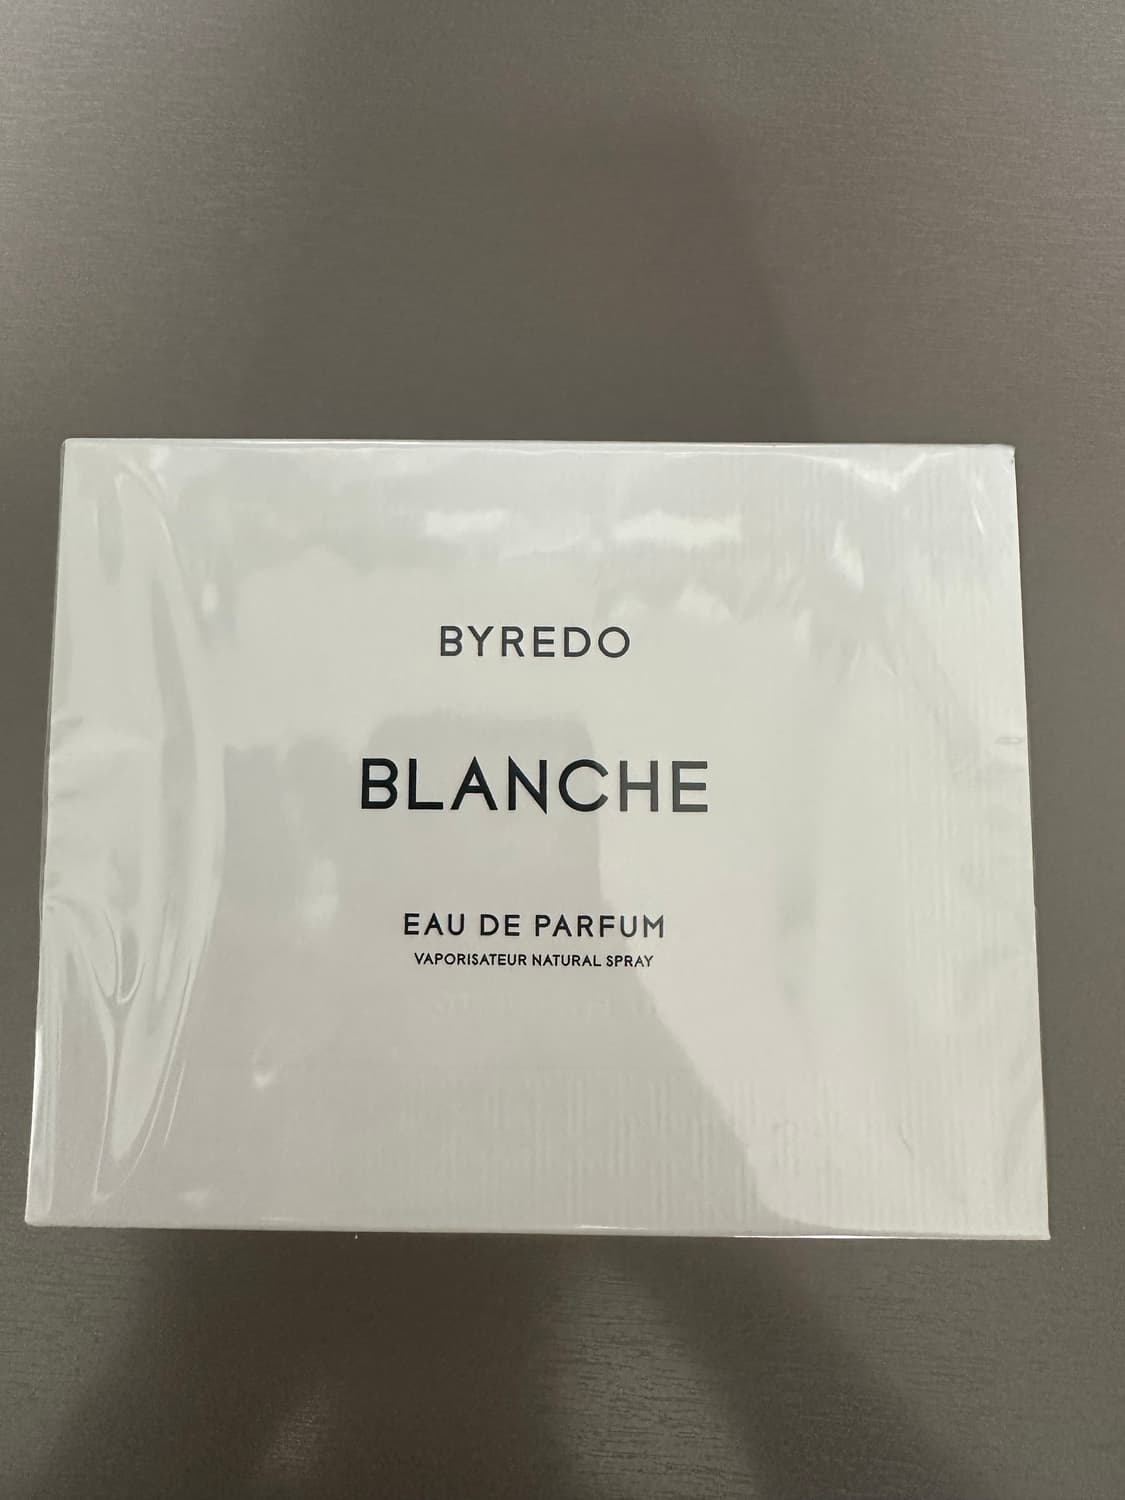 BYREDO
BLANCHE
EAU DE PARFUM
VAPORISATEUR NATURAL SPRAY